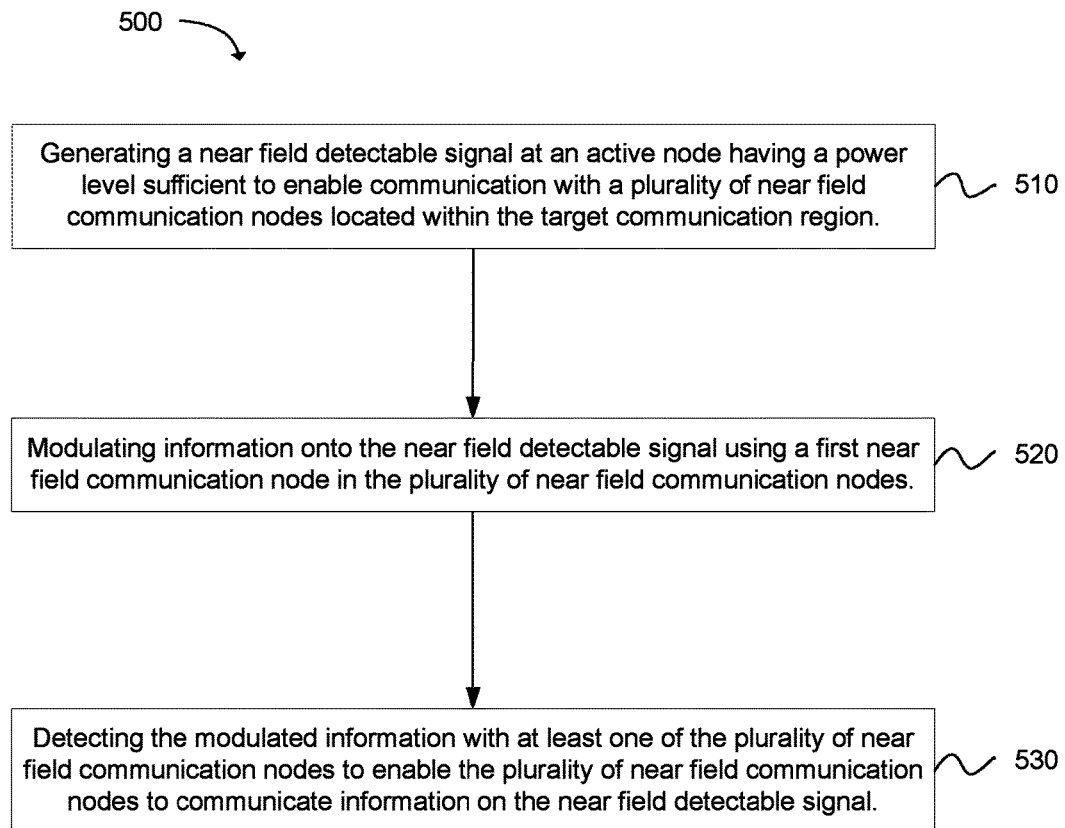 500
Generating a near field detectable signal at an active node having a power
level sufficient to enable communication with a plurality of near field
communication nodes located within the target communication region.
510
Modulating information onto the near field detectable signal using a first near
field communication node in the plurality of near field communication nodes.
520
Detecting the modulated information with at least one of the plurality of near
field communication nodes to enable the plurality of near field communication
nodes to communicate information on the near field detectable signal.
530